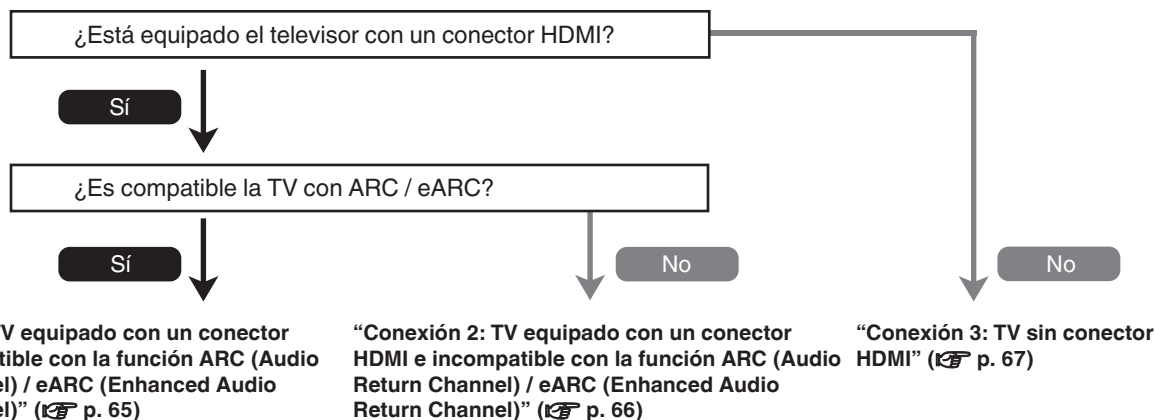 ¿Está equipado el televisor con un conector HDMI?
Sí
¿Es compatible la TV con ARC / eARC?
Sí
No
No
V equipado con un conector
tible con la función ARC (Audio
el) / eARC (Enhanced Audio
el)” (☞ p. 65)
“Conexión 2: TV equipado con un conector
HDMI e incompatible con la función ARC (Audio
Return Channel) / eARC (Enhanced Audio
Return Channel)” (☞ p. 66)
“Conexión 3: TV sin conector
HDMI” (☞ p. 67)